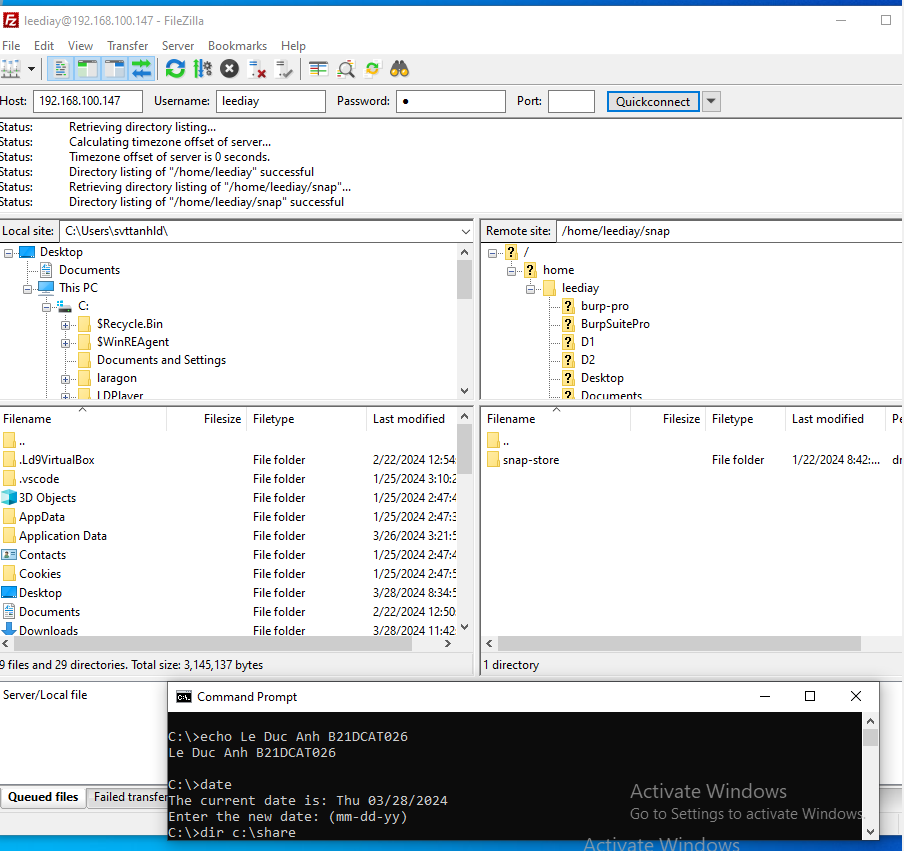 leediay@192.168.100.147 - FileZilla
File Edit View Transfer Server Bookmarks Help
Host: 192.168.100.147 Username: leediay Password: ● Port: Quickconnect
Status: Retrieving directory listing...
Status: Calculating timezone offset of server...
Status: Timezone offset of server is 0 seconds.
Status: Directory listing of "/home/leediay" successful
Status: Retrieving directory listing of "/home/leediay/snap"...
Status: Directory listing of "/home/leediay/snap" successful
Local site: C:\Users\svttanhld\
Desktop
Documents
This PC
C:
$Recycle.Bin
$WinREAgent
Documents and Settings
laragon
LDPlayer
Remote site: /home/leediay/snap
/
home
leediay
burp-pro
BurpSuitePro
D1
D2
Desktop
Documents
Filename Filesize Filetype Last modified
..
.Ld9VirtualBox File folder 2/22/2024 12:54:
.vscode File folder 1/25/2024 3:10:2
3D Objects File folder 1/25/2024 2:47:4
AppData File folder 1/25/2024 2:47:3
Application Data File folder 3/26/2024 3:21:5
Contacts File folder 1/25/2024 2:47:4
Cookies File folder 1/25/2024 2:47:5
Desktop File folder 3/28/2024 8:34:5
Documents File folder 2/22/2024 12:50:
Downloads File folder 3/28/2024 11:42:
9 files and 29 directories. Total size: 3,145,137 bytes
Filename Filesize Filetype Last modified Pe
..
snap-store File folder 1/22/2024 8:42:... dr
1 directory
Server/Local file
Queued files Failed transfer
Command Prompt
C:\>echo Le Duc Anh B21DCAT026
Le Duc Anh B21DCAT026
C:\>date
The current date is: Thu 03/28/2024
Enter the new date: (mm-dd-yy)
C:\>dir c:\share
Activate Windows
Go to Settings to activate Windows.
Activate Windows